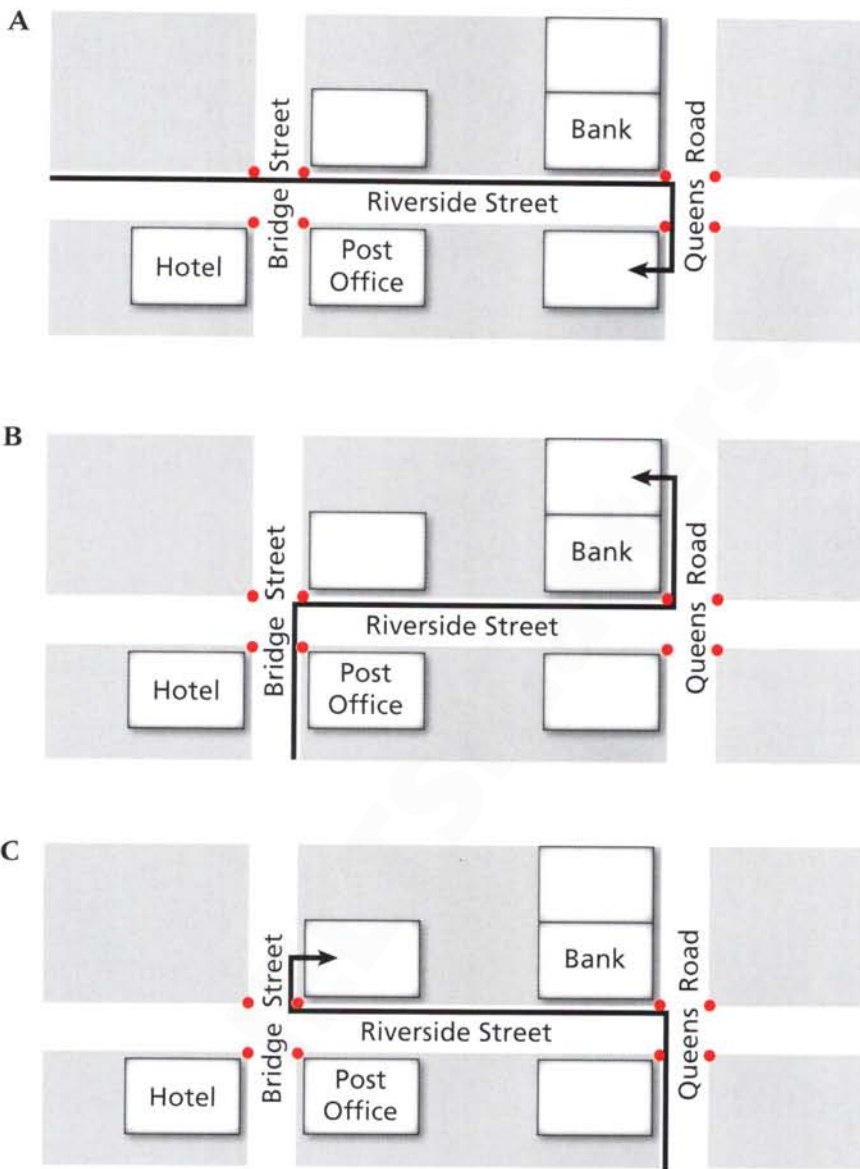 A
Bank
Bridge Street
Riverside Street
Queens Road
Hotel
Post
Office
B
Bank
Bridge Street
Riverside Street
Queens Road
Hotel
Post
Office
C
Bank
Bridge Street
Riverside Street
Queens Road
Hotel
Post
Office